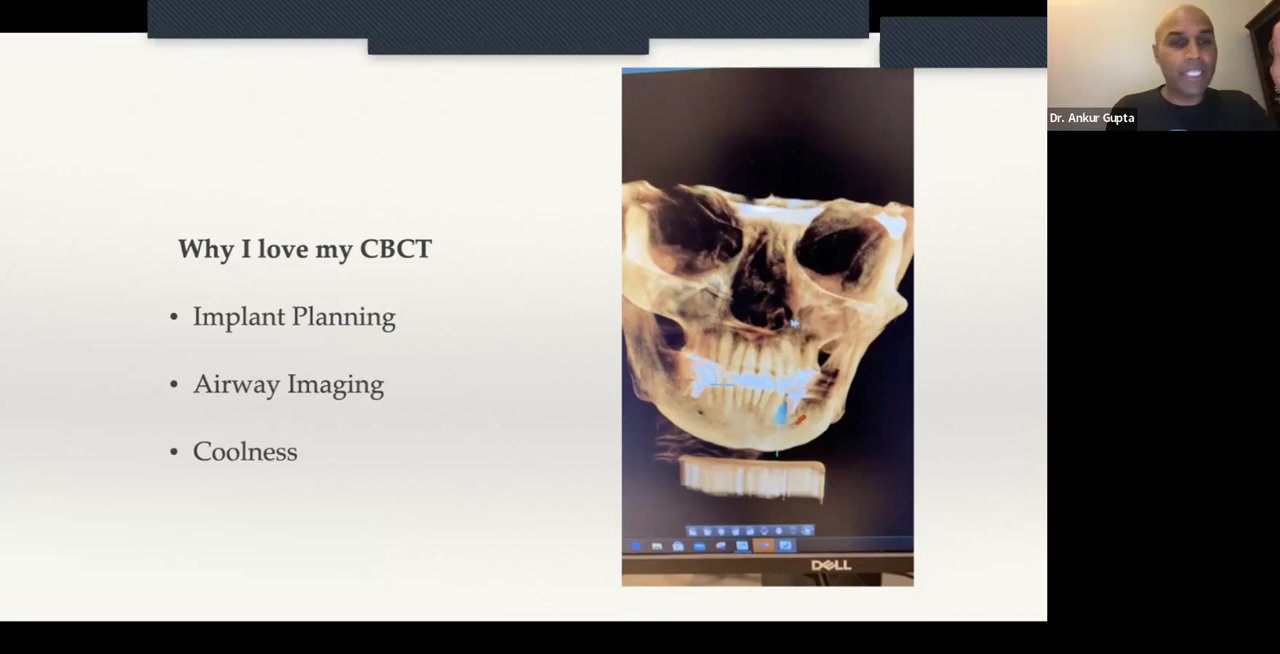 Dr. Ankur Gupta
Why I love my CBCT
• Implant Planning
• Airway Imaging
• Coolness
DELL